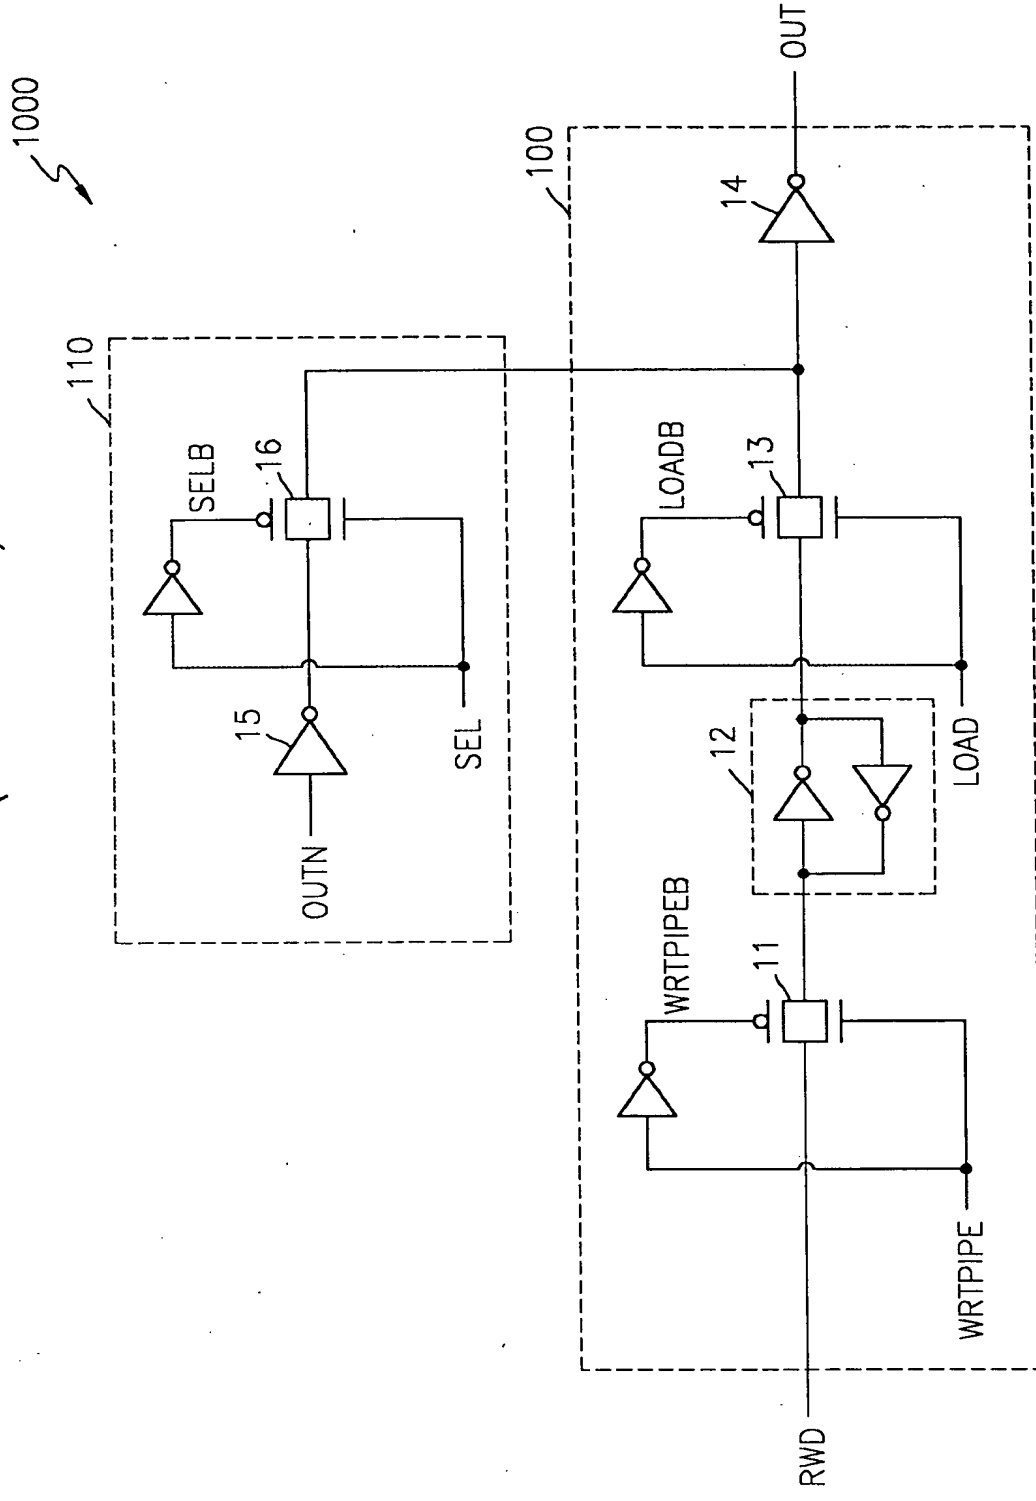 1000
110
SELB
16
15
OUTN
SEL
100
14
OUT
LOADB
13
12
LOAD
WRTPIPEB
11
WRTPIPE
RWD